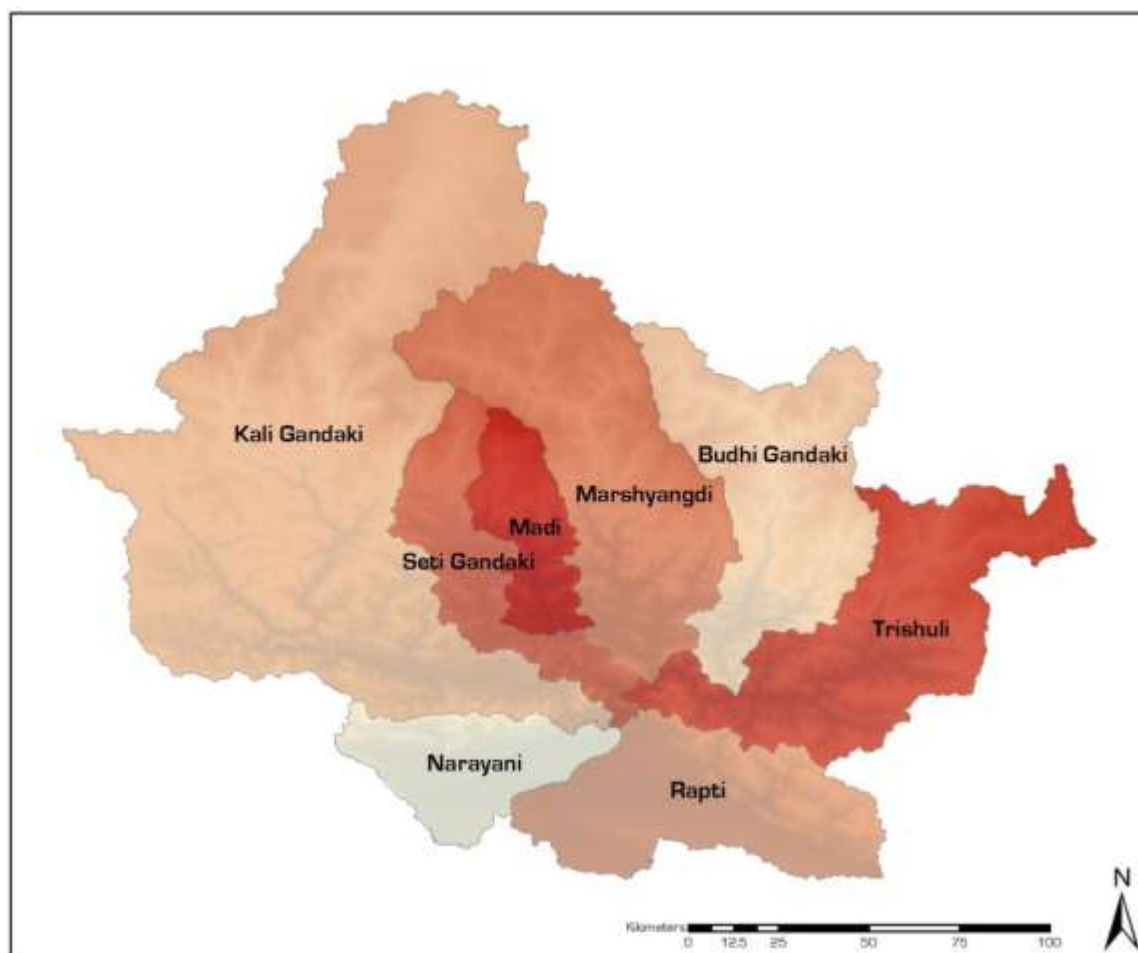 Kali Gandaki
Budhi Gandaki
Marshyangdi
Madi
Seti Gandaki
Trishuli
Narayani
Rapti
N
Kilometers
0 12.5 25 50 75 100